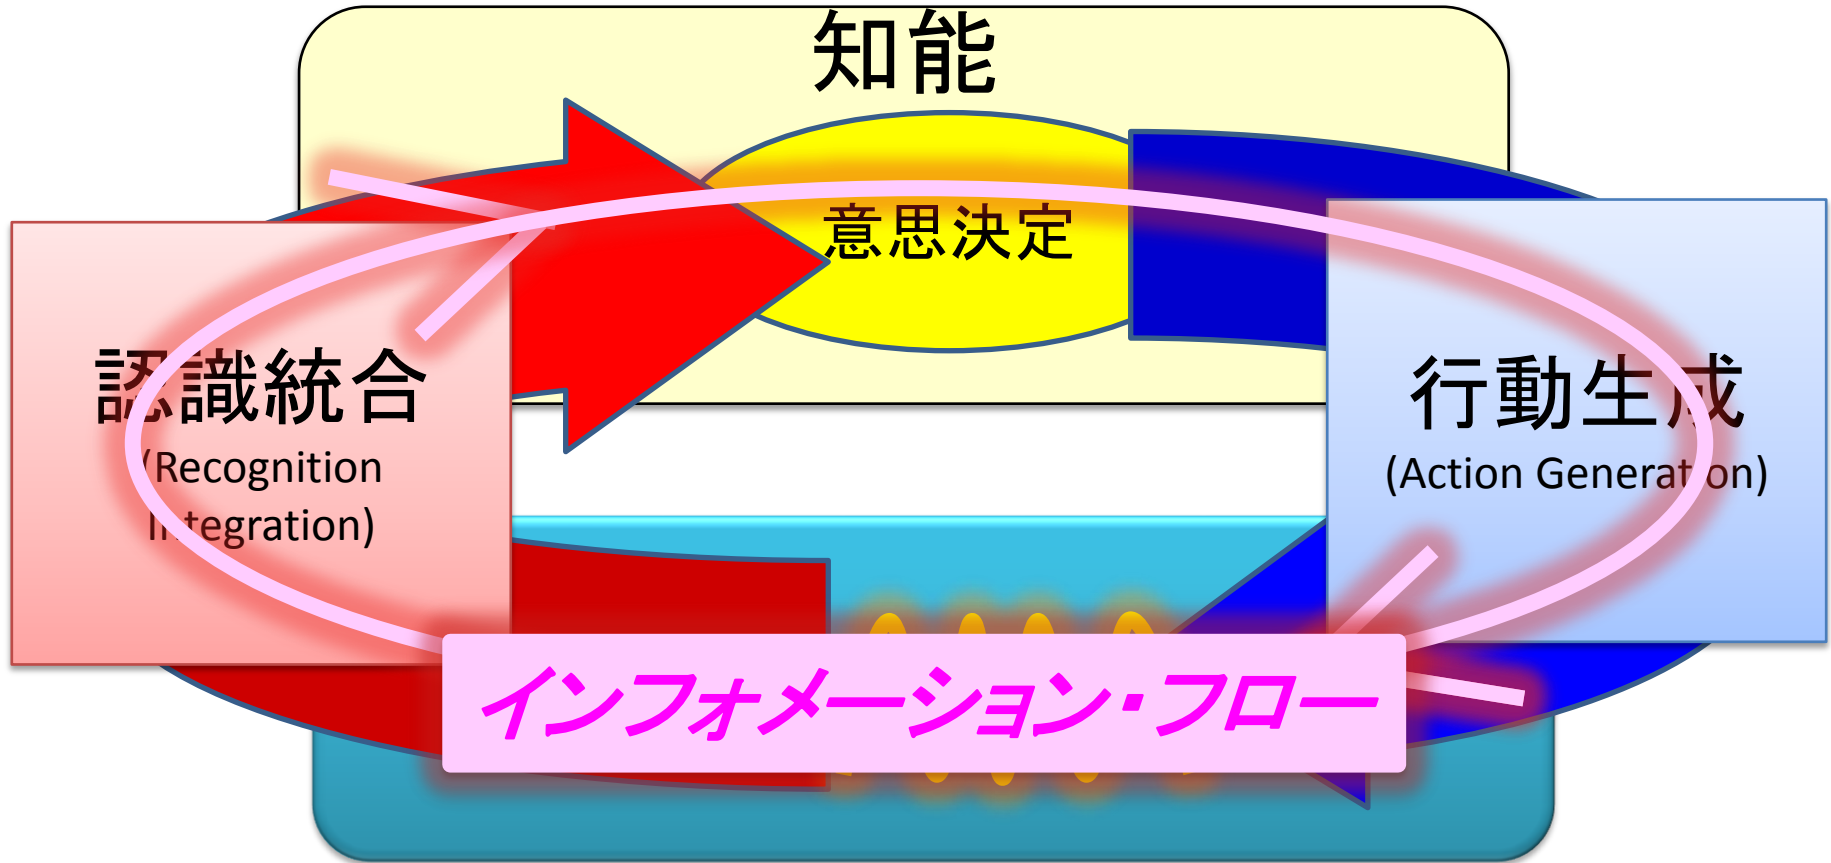 知能
意思決定
認識統合
(Recognition
Integration)
行動生成
(Action Generation)
インフォメーション・フロー